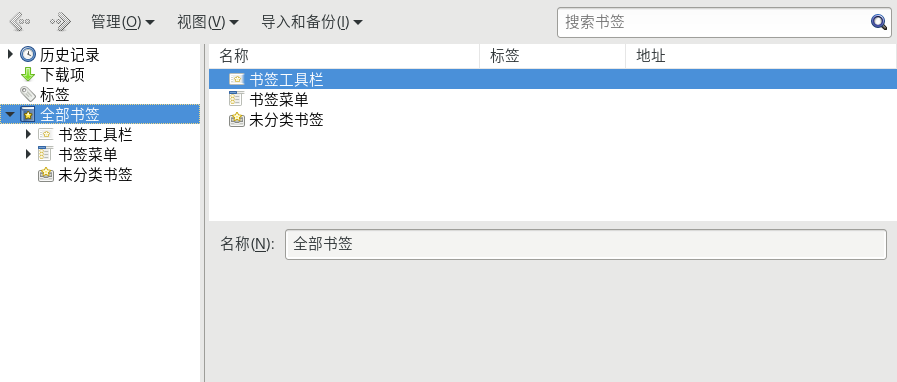 管理(O) 视图(V) 导入和备份(I) 搜索书签
历史记录
下载项
标签
全部书签
书签工具栏
书签菜单
未分类书签
名称 标签 地址
书签工具栏
书签菜单
未分类书签
名称(N): 全部书签